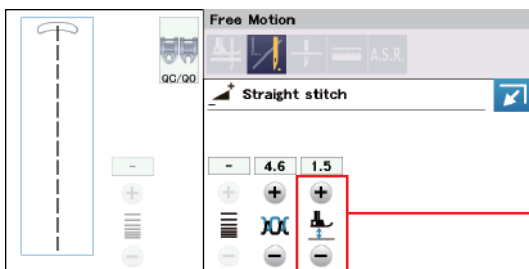 Free Motion
A.S.R.
QC/QO
Straight stitch
-
- 4.6 1.5